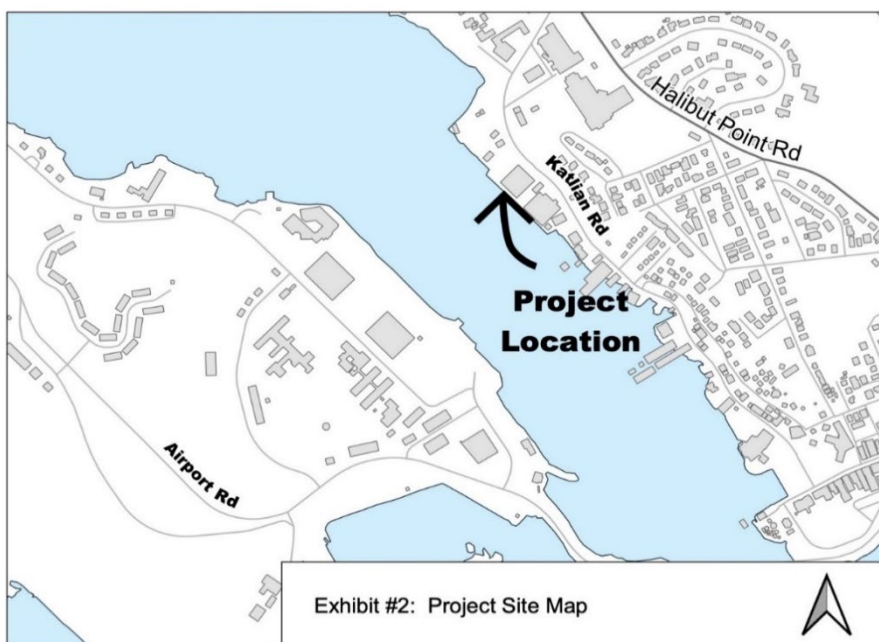 Halibut Point Rd
Katlian Rd
Project
Location
Airport Rd
Exhibit #2:  Project Site Map